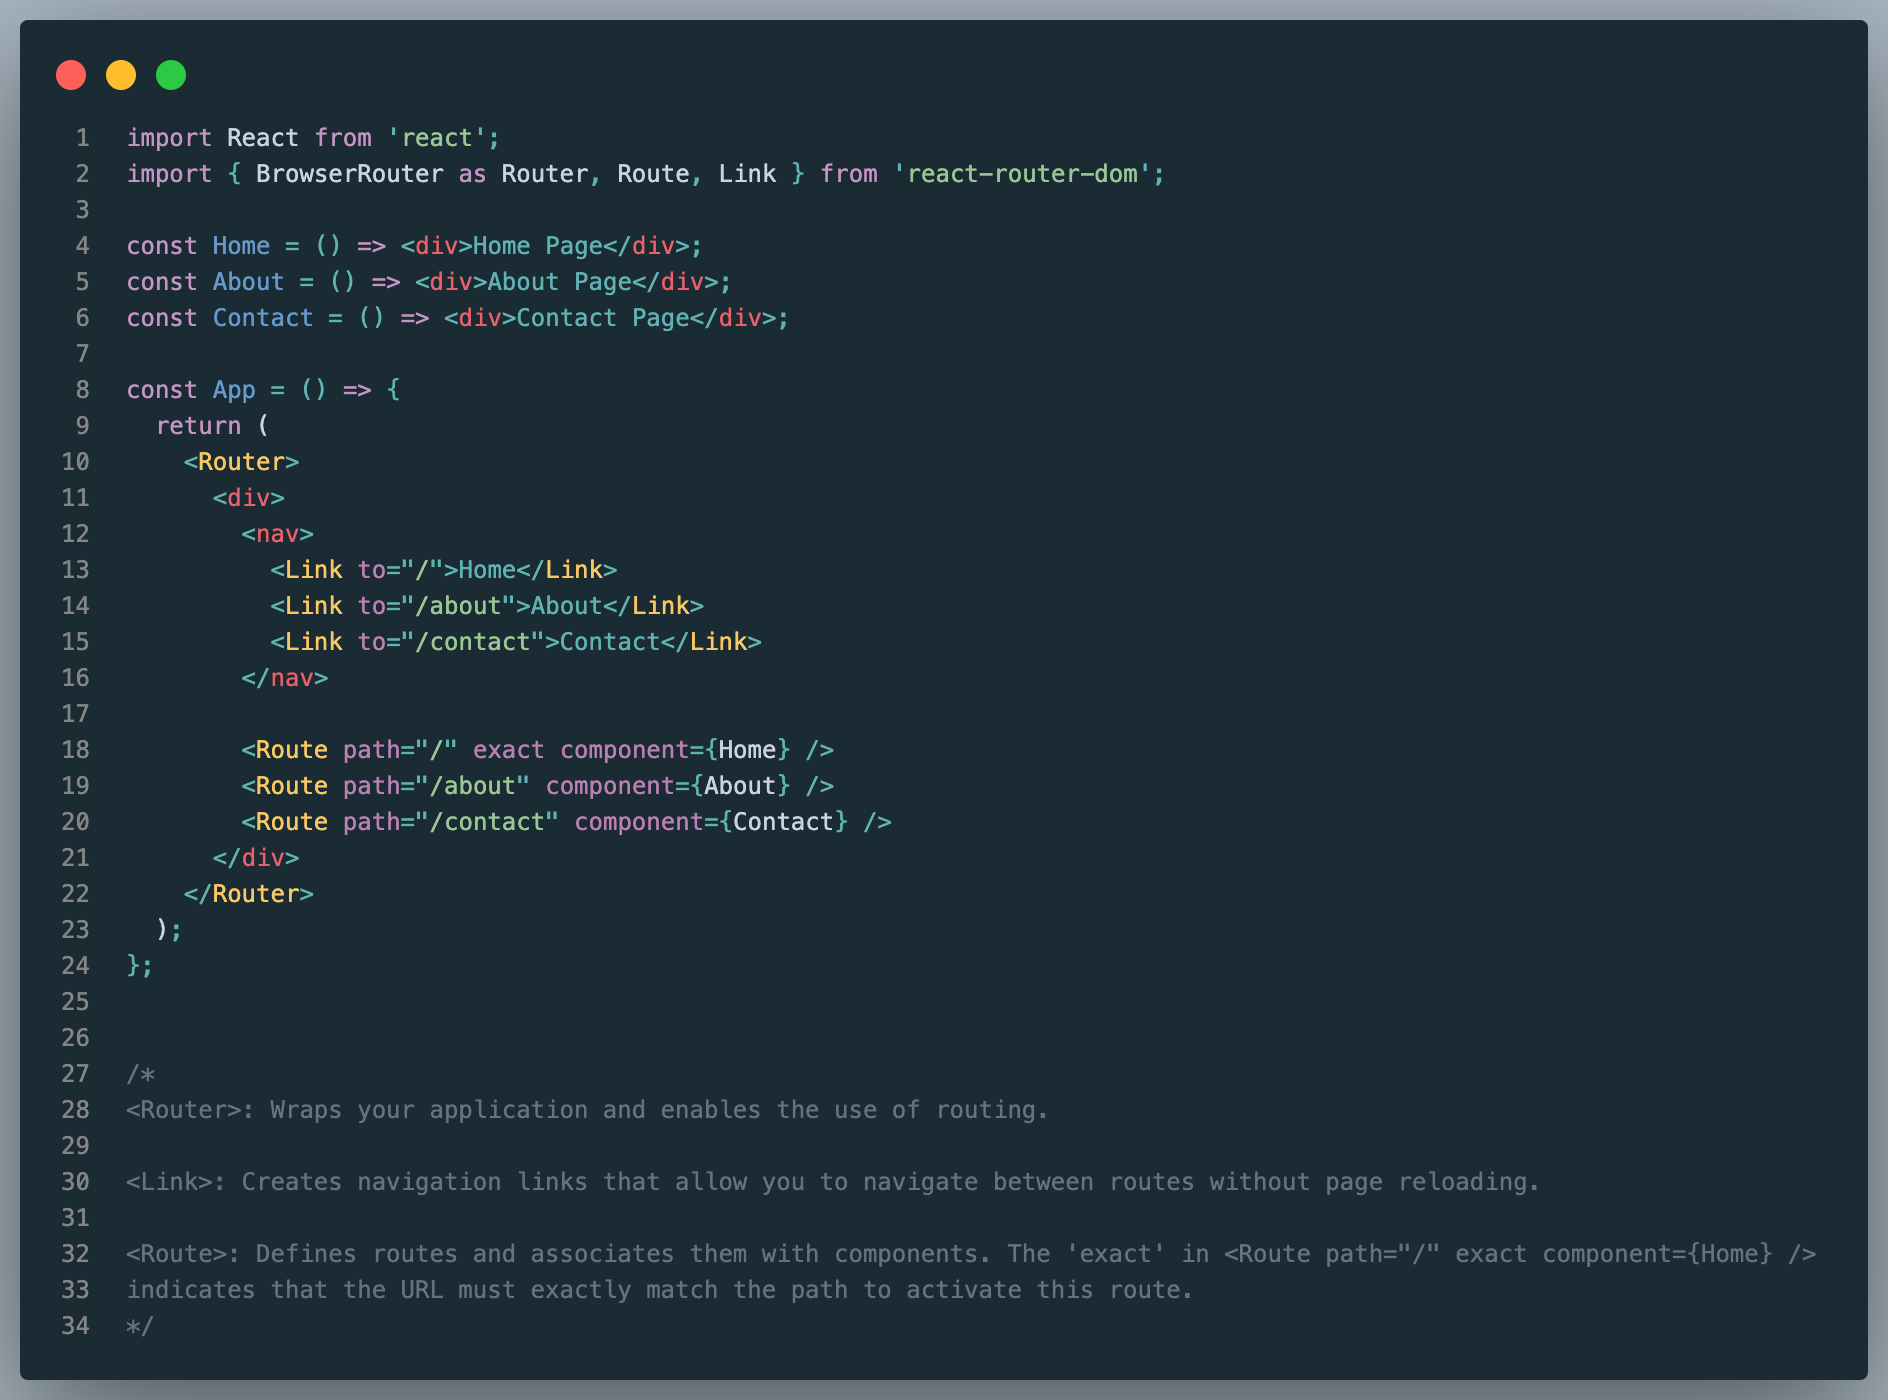 1 import React from 'react';
2 import { BrowserRouter as Router, Route, Link } from 'react-router-dom';
3
4 const Home = () => <div>Home Page</div>;
5 const About = () => <div>About Page</div>;
6 const Contact = () => <div>Contact Page</div>;
7
8 const App = () => {
9   return (
10     <Router>
11       <div>
12         <nav>
13           <Link to="/">Home</Link>
14           <Link to="/about">About</Link>
15           <Link to="/contact">Contact</Link>
16         </nav>
17
18         <Route path="/" exact component={Home} />
19         <Route path="/about" component={About} />
20         <Route path="/contact" component={Contact} />
21       </div>
22     </Router>
23   );
24 };
25
26
27 /*
28 <Router>: Wraps your application and enables the use of routing.
29
30 <Link>: Creates navigation links that allow you to navigate between routes without page reloading.
31
32 <Route>: Defines routes and associates them with components. The 'exact' in <Route path="/" exact component={Home} />
33 indicates that the URL must exactly match the path to activate this route.
34 */